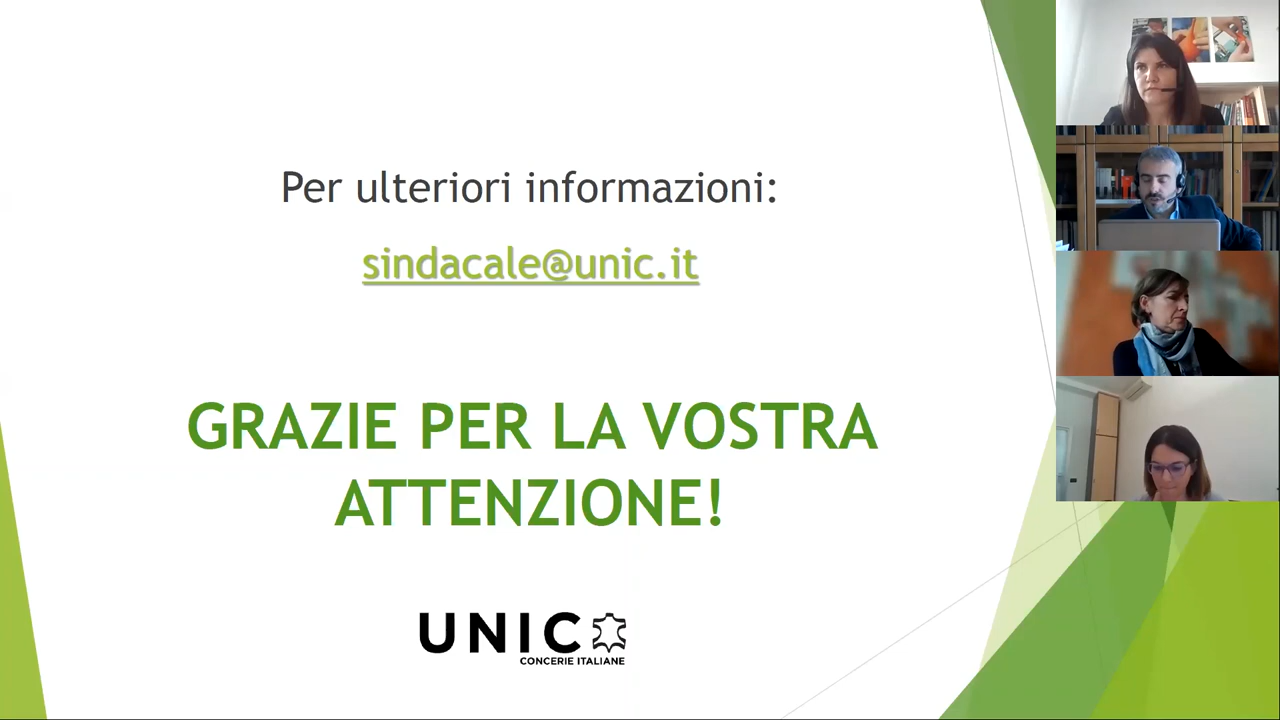 Per ulteriori informazioni:
sindacale@unic.it
GRAZIE PER LA VOSTRA
ATTENZIONE!
UNIC
CONCERIE ITALIANE